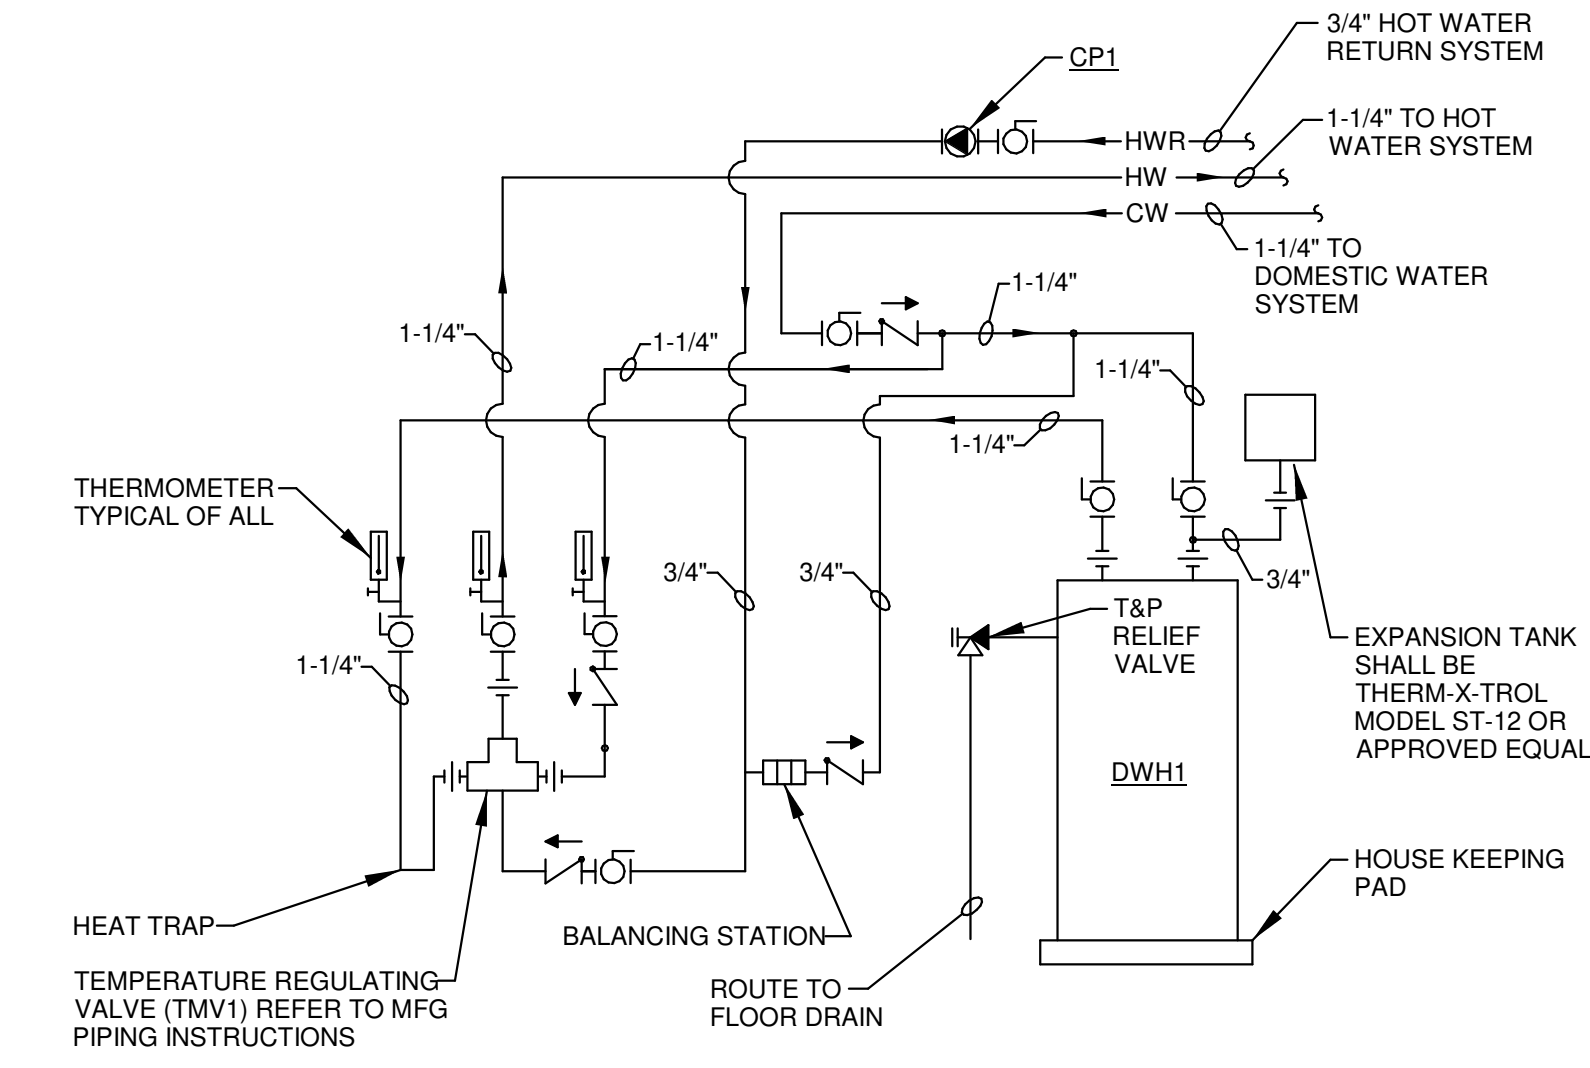 3/4" HOT WATER
RETURN SYSTEM
CP1
1-1/4" TO HOT
WATER SYSTEM
HWR
HW
CW
1-1/4" TO
DOMESTIC WATER
SYSTEM
1-1/4"
1-1/4"
1-1/4"
1-1/4"
1-1/4"
THERMOMETER
TYPICAL OF ALL
3/4"
3/4"
3/4"
T&P
RELIEF
VALVE
EXPANSION TANK
SHALL BE
THERM-X-TROL
MODEL ST-12 OR
APPROVED EQUAL
1-1/4"
DWH1
HOUSE KEEPING
PAD
HEAT TRAP
BALANCING STATION
TEMPERATURE REGULATING
VALVE (TMV1) REFER TO MFG
PIPING INSTRUCTIONS
ROUTE TO
FLOOR DRAIN